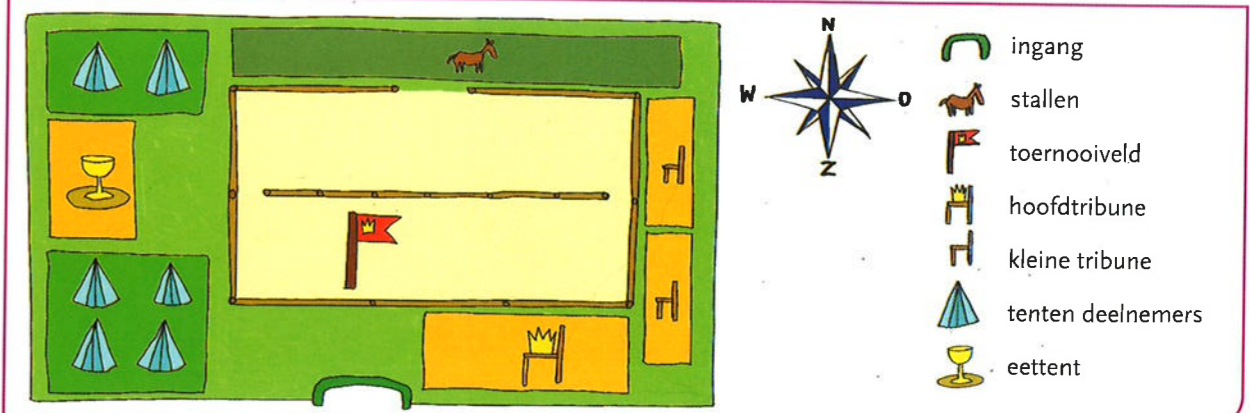 N
W
O
Z
ingang
stallen
toernooiveld
hoofdtribune
kleine tribune
tenten deelnemers
eettent